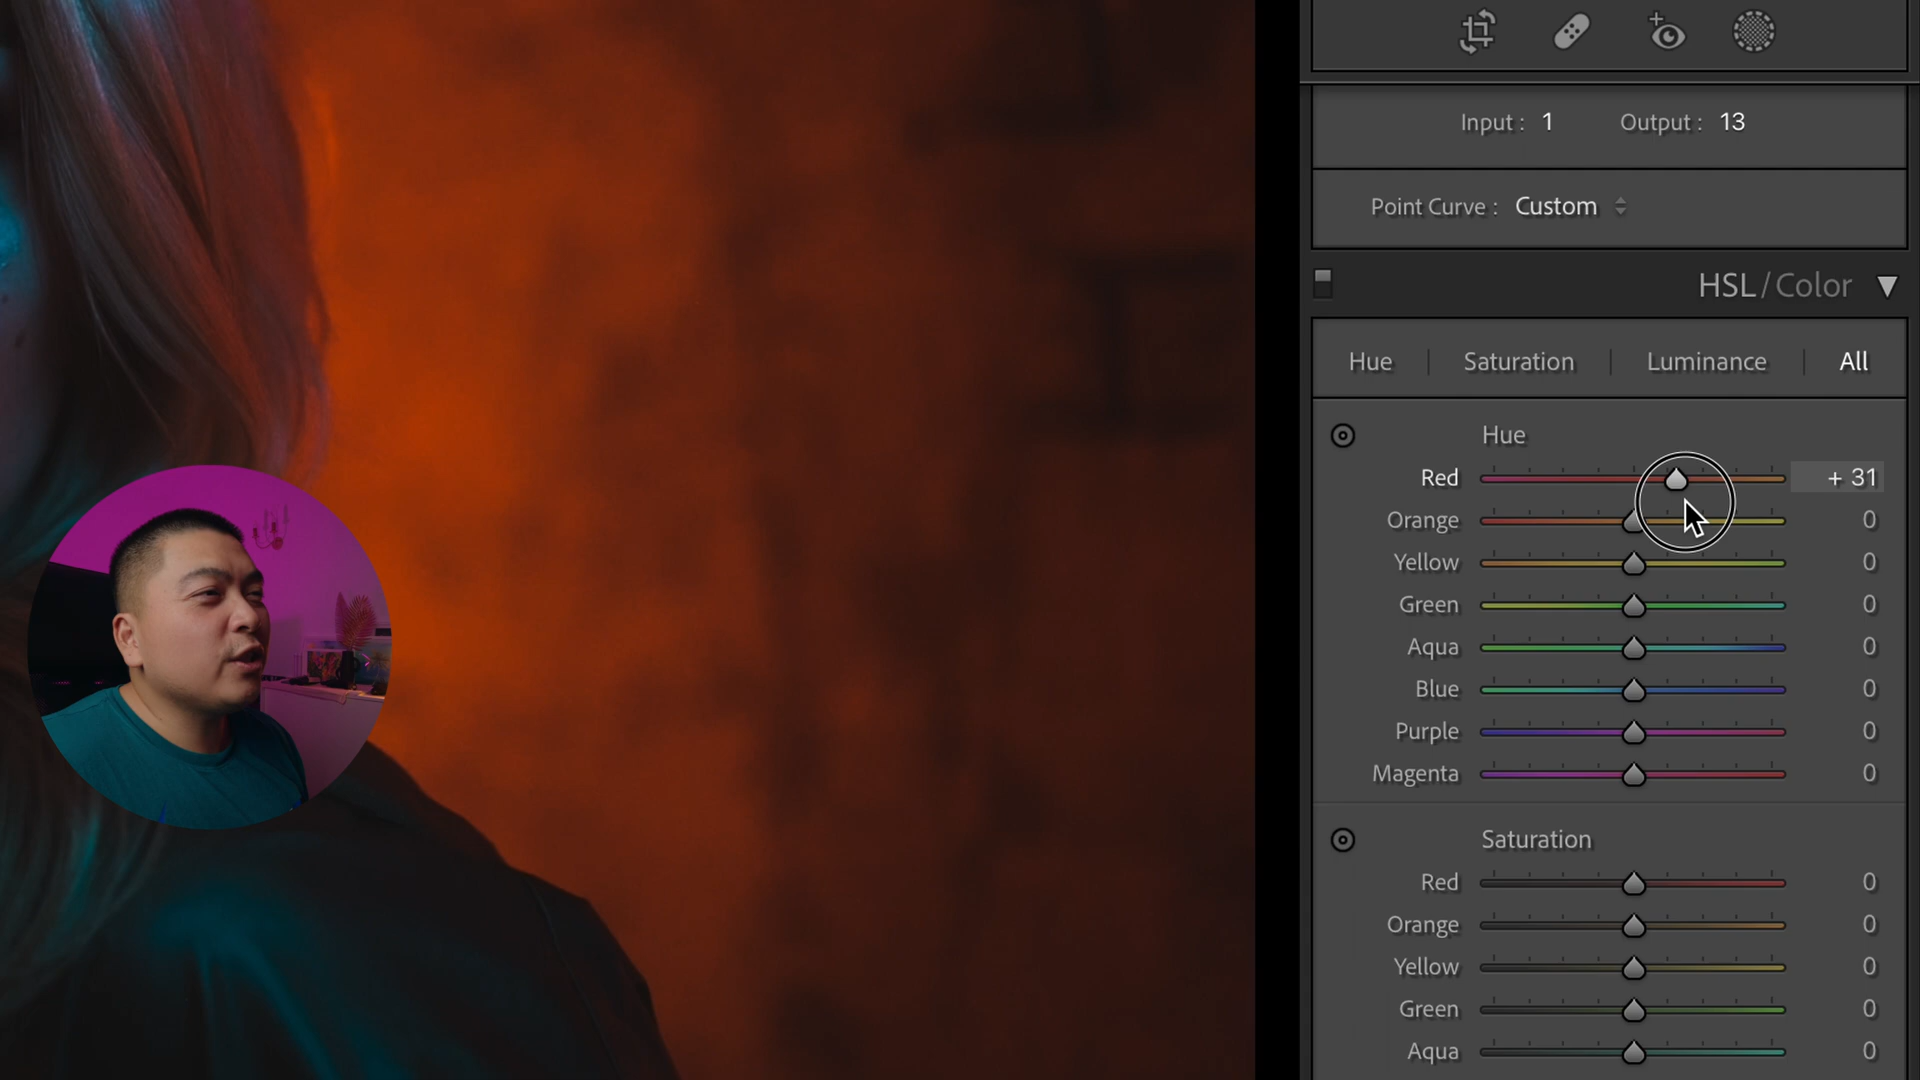 Input : 1 Output : 13
Point Curve : Custom
HSL / Color
Hue Saturation Luminance All
Hue
Red + 31
Orange 0
Yellow 0
Green 0
Aqua 0
Blue 0
Purple 0
Magenta 0
Saturation
Red 0
Orange 0
Yellow 0
Green 0
Aqua 0